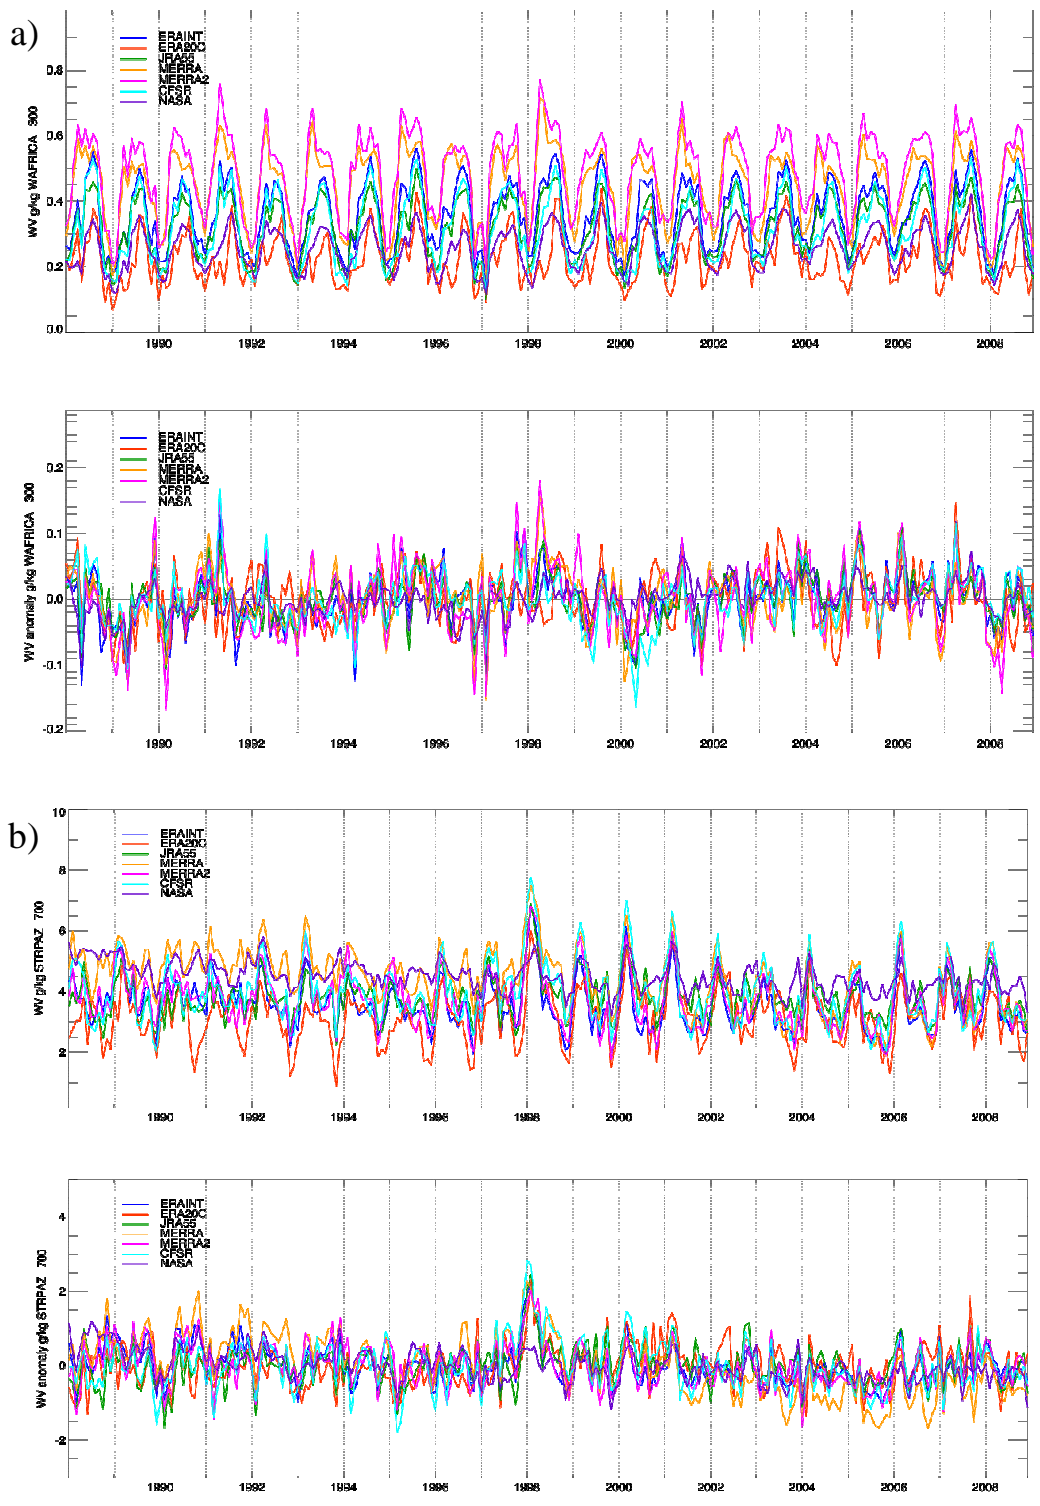 a)
ERAINT
ERA20C
JRA55
MERRA
MERRA2
CFSR
NASA
WV g/kg WAFRICA 300
0.8
0.6
0.4
0.2
0.0
1990 1992 1994 1996 1998 2000 2002 2004 2006 2008
ERAINT
ERA20C
JRA55
MERRA
MERRA2
CFSR
NASA
WV anomaly g/kg WAFRICA 300
0.2
0.1
0.0
-0.1
-0.2
1990 1992 1994 1996 1998 2000 2002 2004 2006 2008
b)
ERAINT
ERA20C
JRA55
MERRA
MERRA2
CFSR
NASA
WV g/kg STRPAZ 700
10
8
6
4
2
1990 1992 1994 1996 1998 2000 2002 2004 2006 2008
ERAINT
ERA20C
JRA55
MERRA
MERRA2
CFSR
NASA
WV anomaly g/kg STRPAZ 700
4
2
0
-2
1990 1992 1994 1996 1998 2000 2002 2004 2006 2008